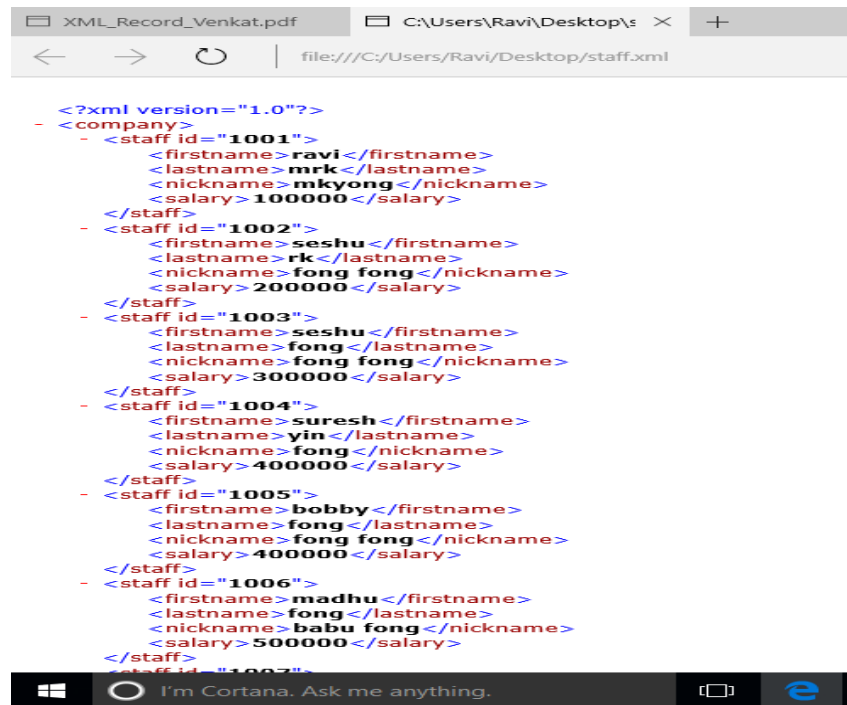 XML_Record_Venkat.pdf
C:\Users\Ravi\Desktop\s
file:///C:/Users/Ravi/Desktop/staff.xml
<?xml version="1.0"?>
- <company>
- <staff id="1001">
<firstname>ravi</firstname>
<lastname>mrk</lastname>
<nickname>mkyong</nickname>
<salary>100000</salary>
</staff>
- <staff id="1002">
<firstname>seshu</firstname>
<lastname>rk</lastname>
<nickname>fong fong</nickname>
<salary>200000</salary>
</staff>
- <staff id="1003">
<firstname>seshu</firstname>
<lastname>fong</lastname>
<nickname>fong fong</nickname>
<salary>300000</salary>
</staff>
- <staff id="1004">
<firstname>suresh</firstname>
<lastname>yin</lastname>
<nickname>fong</nickname>
<salary>400000</salary>
</staff>
- <staff id="1005">
<firstname>bobby</firstname>
<lastname>fong</lastname>
<nickname>fong fong</nickname>
<salary>400000</salary>
</staff>
- <staff id="1006">
<firstname>madhu</firstname>
<lastname>fong</lastname>
<nickname>babu fong</nickname>
<salary>500000</salary>
</staff>
<staff id="1007">
I'm Cortana. Ask me anything.